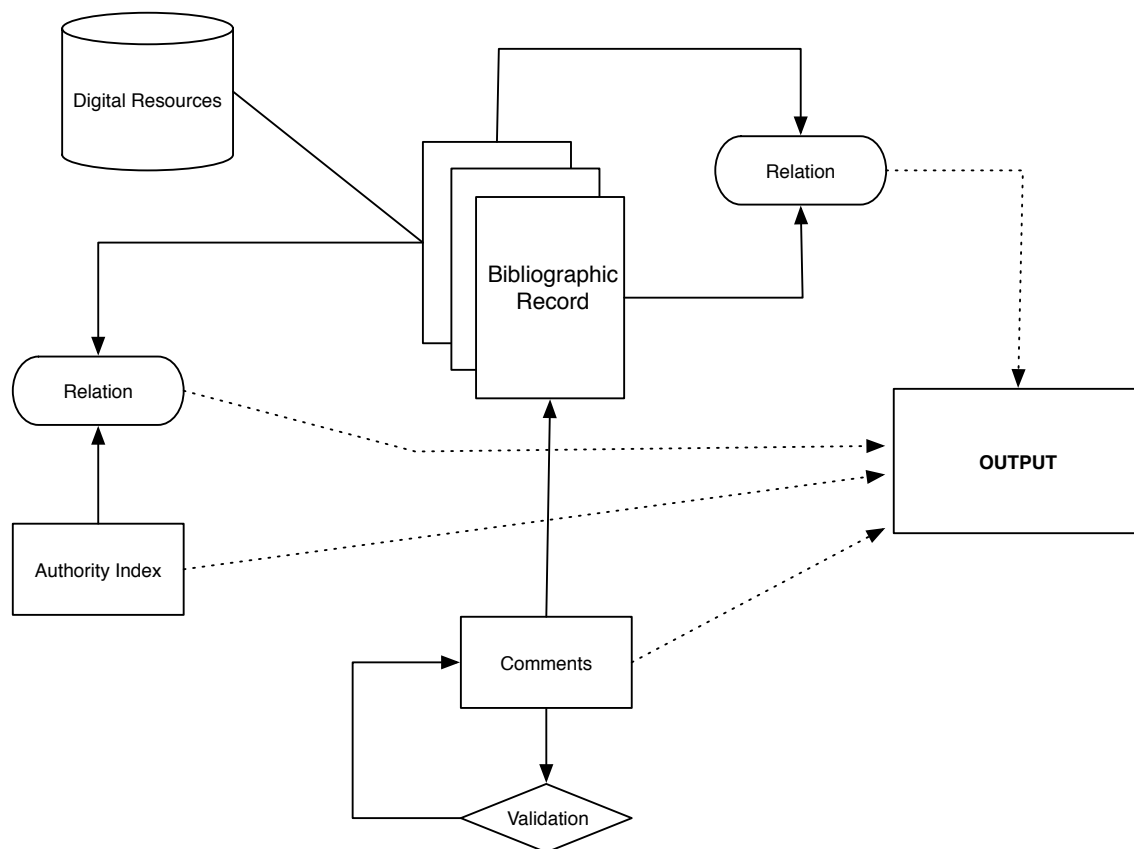 Digital Resources
Relation
Bibliographic
Record
Relation
OUTPUT
Authority Index
Comments
Validation